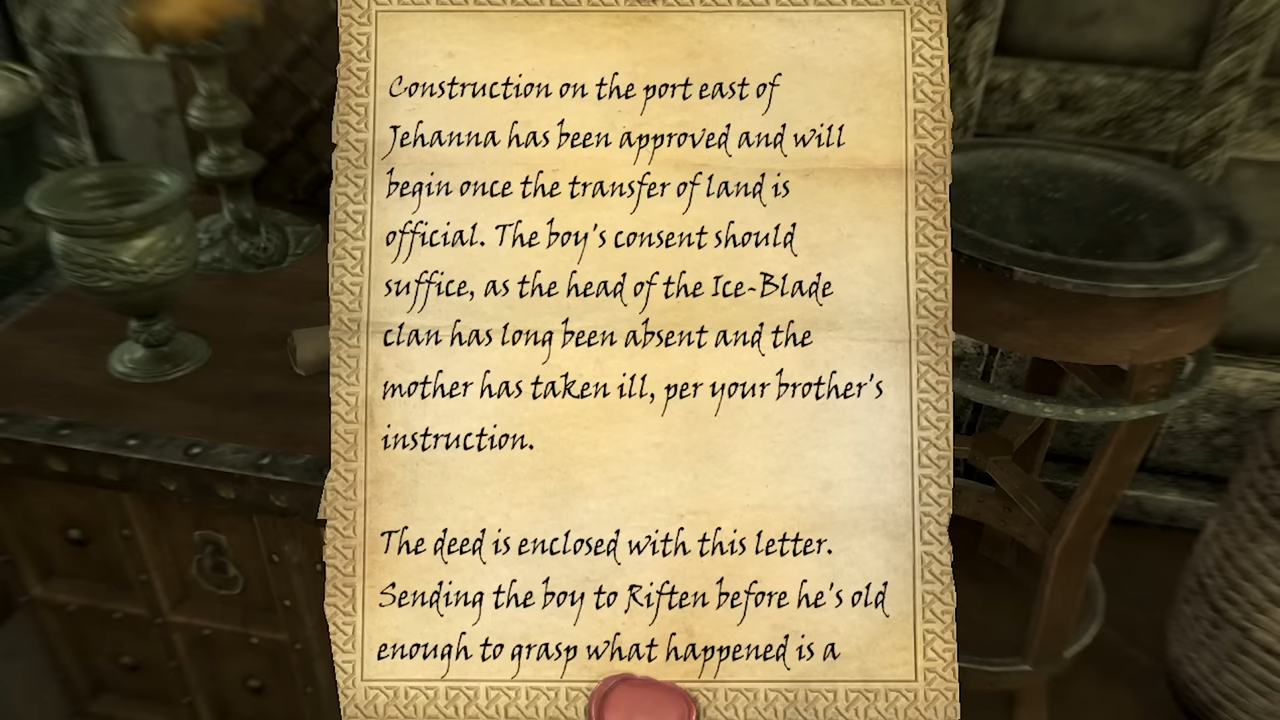 Construction on the port east of
Jehanna has been approved and will
begin once the transfer of land is
official. The boy's consent should
suffice, as the head of the Ice-Blade
clan has long been absent and the
mother has taken ill, per your brother's
instruction.
The deed is enclosed with this letter.
Sending the boy to Riften before he's old
enough to grasp what happened is a